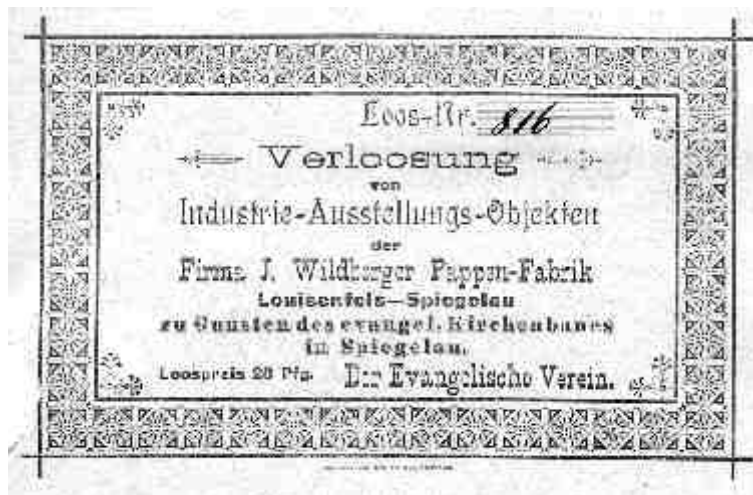 Loos-Nr. 816
Verloosung
von
Industrie-Ausstellungs-Objekten
der
Firma J. Wildberger Pappen-Fabrik
Louisenfels—Spiegelau
zu Gunsten des evangel. Kirchenbaues
in Spiegelau.
Loospreis 20 Pfg. Der Evangelische Verein.